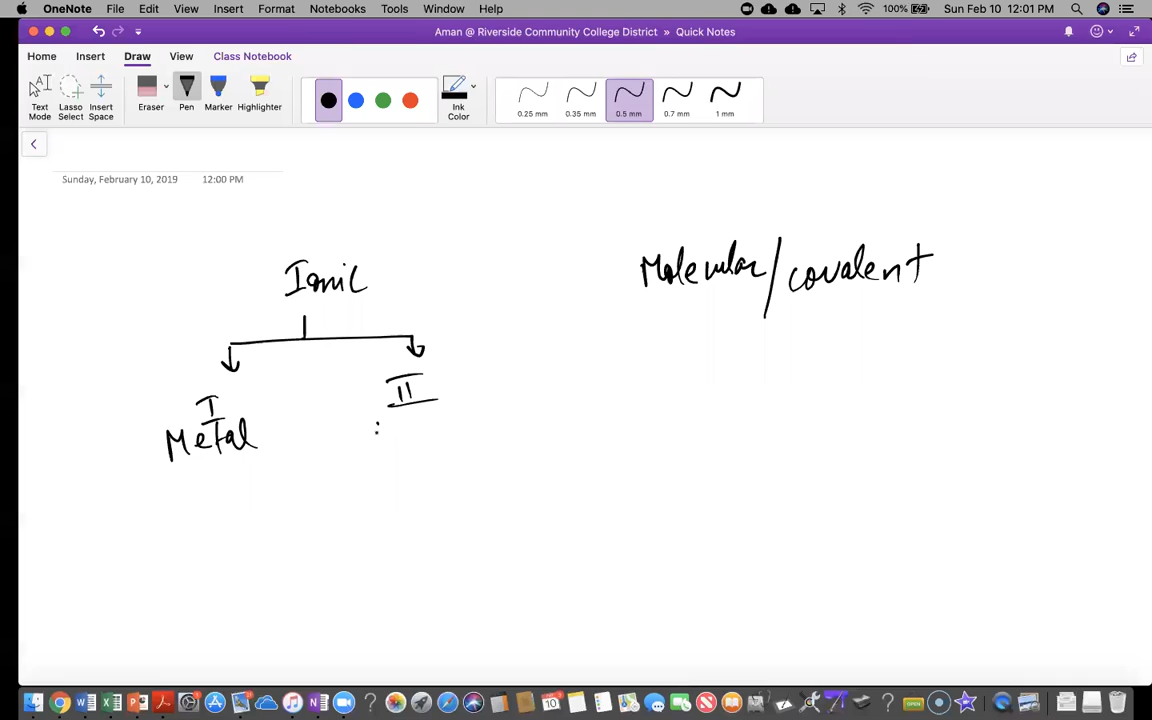 OneNote File Edit View Insert Format Notebooks Tools Window Help 100% Sun Feb 10 12:01 PM
Aman @ Riverside Community College District » Quick Notes
Home Insert Draw View Class Notebook
Text Mode Lasso Select Insert Space Eraser Pen Marker Highlighter Ink Color 0.25 mm 0.35 mm 0.5 mm 0.7 mm 1 mm
Sunday, February 10, 2019 12:00 PM
Ionic
Molecular/covalent
I
II
Metal